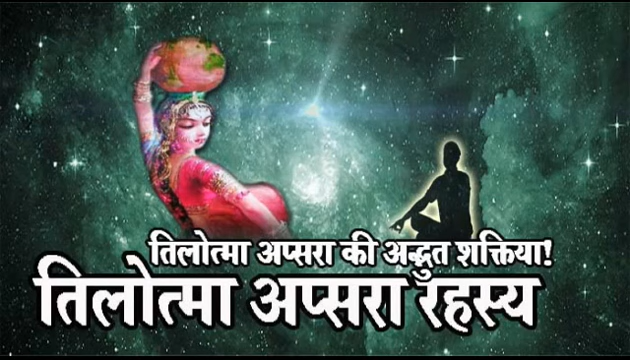 तिलोत्मा अप्सरा की अद्भुत शक्तिया!
तिलोत्मा अप्सरा रहस्य